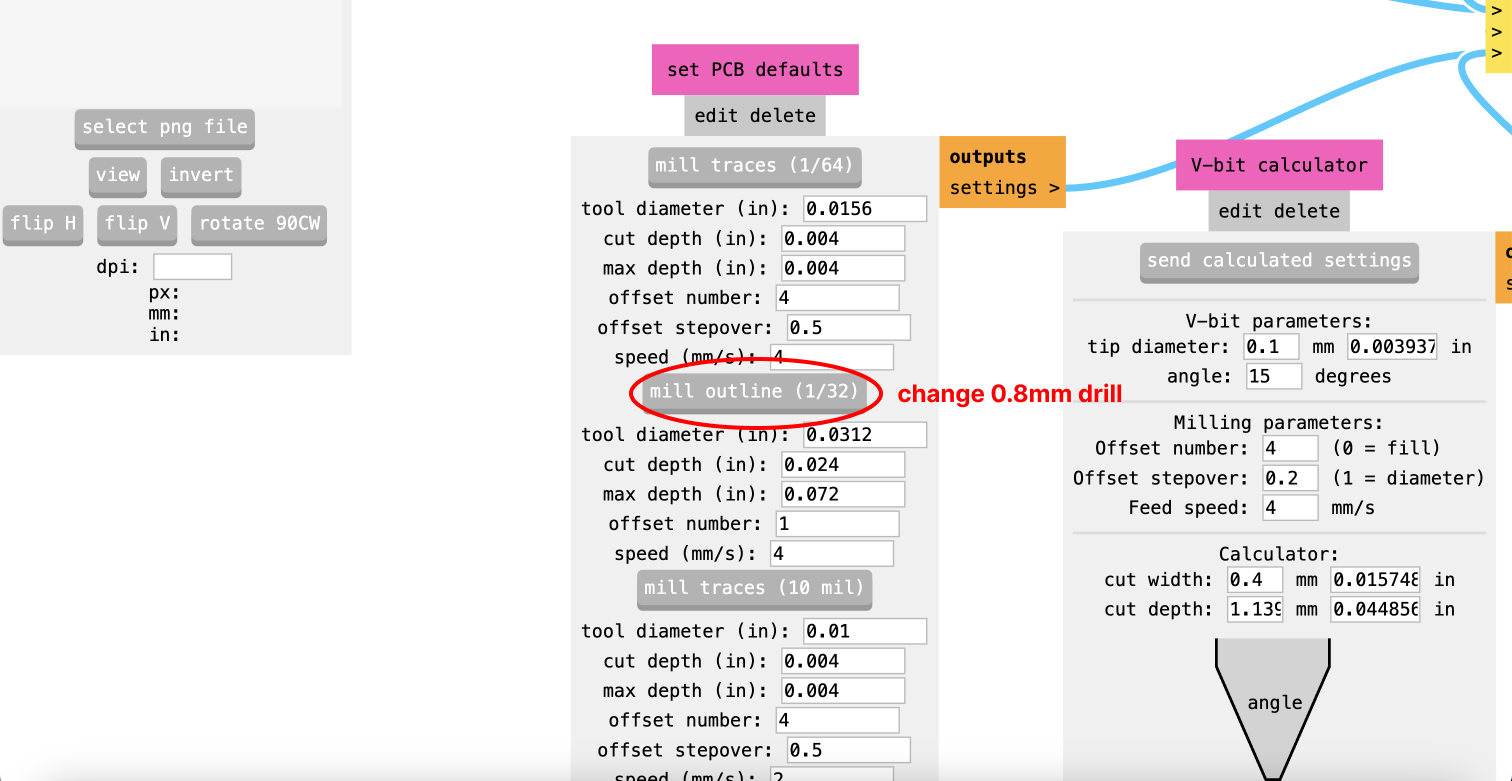 select png file
view invert
flip H flip V rotate 90CW
dpi:
px:
mm:
in:
set PCB defaults
edit delete
mill traces (1/64)
tool diameter (in): 0.0156
cut depth (in): 0.004
max depth (in): 0.004
offset number: 4
offset stepover: 0.5
speed (mm/s): 4
mill outline (1/32)
change 0.8mm drill
tool diameter (in): 0.0312
cut depth (in): 0.024
max depth (in): 0.072
offset number: 1
speed (mm/s): 4
mill traces (10 mil)
tool diameter (in): 0.01
cut depth (in): 0.004
max depth (in): 0.004
offset number: 4
offset stepover: 0.5
speed (mm/s): 2
outputs
settings >
V-bit calculator
edit delete
send calculated settings
V-bit parameters:
tip diameter: 0.1 mm 0.003937 in
angle: 15 degrees
Milling parameters:
Offset number: 4 (0 = fill)
Offset stepover: 0.2 (1 = diameter)
Feed speed: 4 mm/s
Calculator:
cut width: 0.4 mm 0.015748 in
cut depth: 1.139 mm 0.044856 in
angle
>
>
>